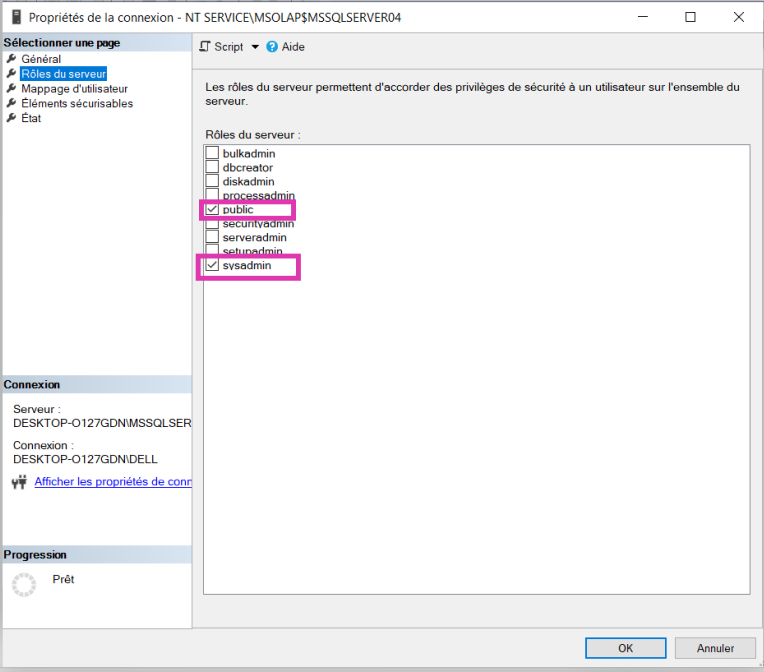 Propriétés de la connexion - NT SERVICE\MSOLAP$MSSQLSERVER04
Sélectionner une page
Général
Rôles du serveur
Mappage d'utilisateur
Éléments sécurisables
État
Script
Aide
Les rôles du serveur permettent d'accorder des privilèges de sécurité à un utilisateur sur l'ensemble du
serveur.
Rôles du serveur :
bulkadmin
dbcreator
diskadmin
processadmin
public
securityadmin
serveradmin
setupadmin
sysadmin
Connexion
Serveur :
DESKTOP-O127GDN\MSSQLSER
Connexion :
DESKTOP-O127GDN\DELL
Afficher les propriétés de conn
Progression
Prêt
OK
Annuler